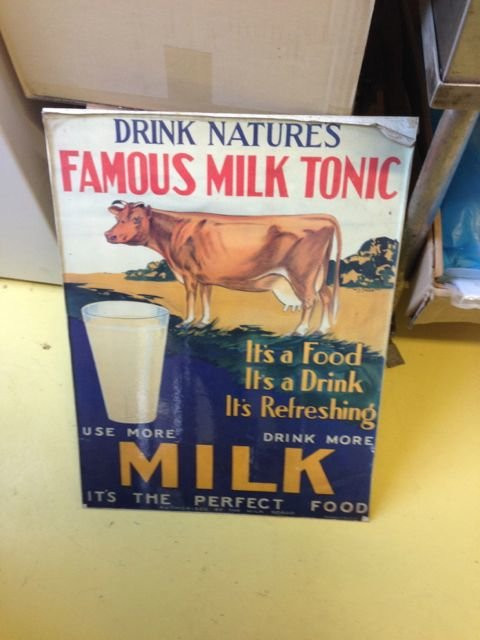 DRINK NATURES
FAMOUS MILK TONIC
It's a Food
It's a Drink
It's Refreshing
USE MORE DRINK MORE
MILK
IT'S THE PERFECT FOOD